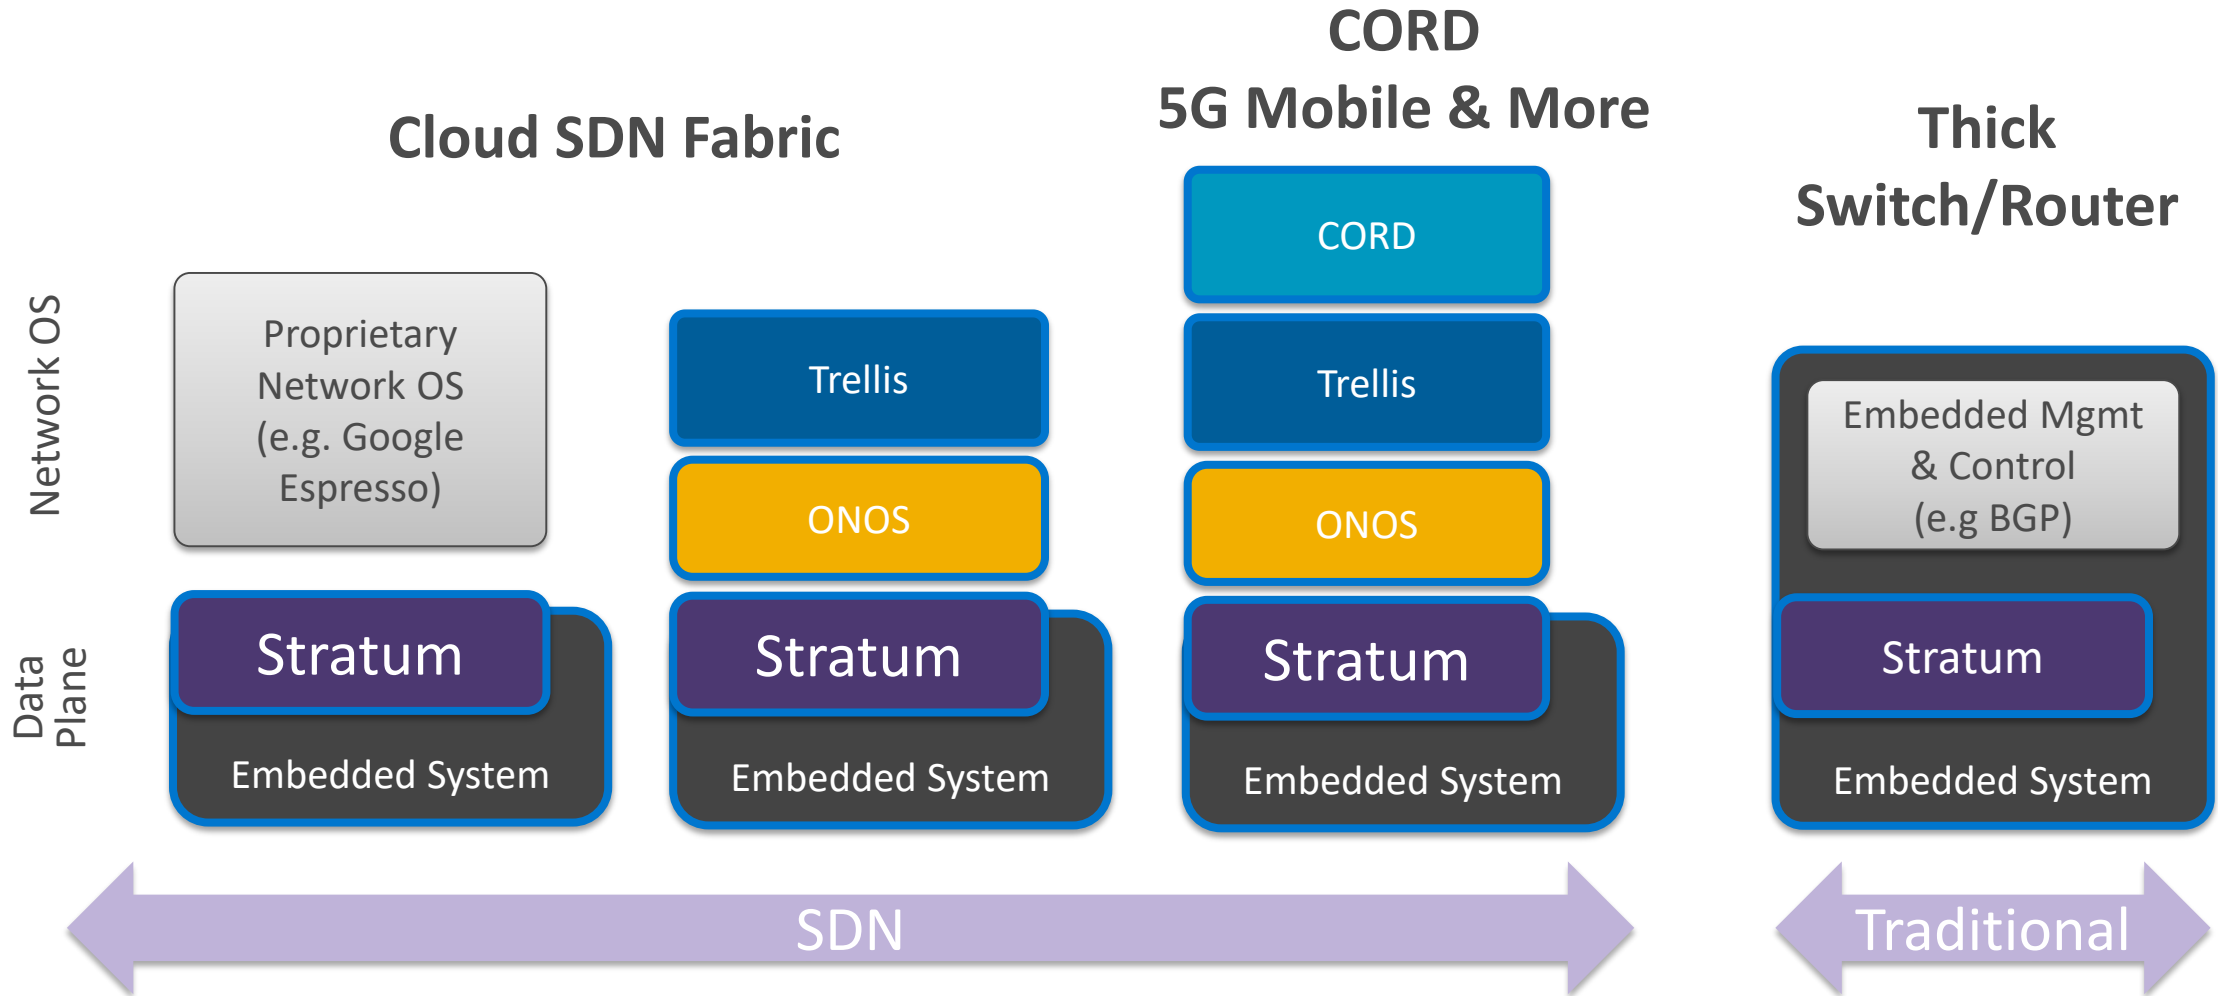 CORD
5G Mobile & More
Cloud SDN Fabric
Thick
Switch/Router
Network OS
Data
Plane
Proprietary
Network OS
(e.g. Google
Espresso)
Stratum
Embedded System
Trellis
ONOS
Stratum
Embedded System
CORD
Trellis
ONOS
Stratum
Embedded System
Embedded Mgmt
& Control
(e.g BGP)
Stratum
Embedded System
SDN
Traditional